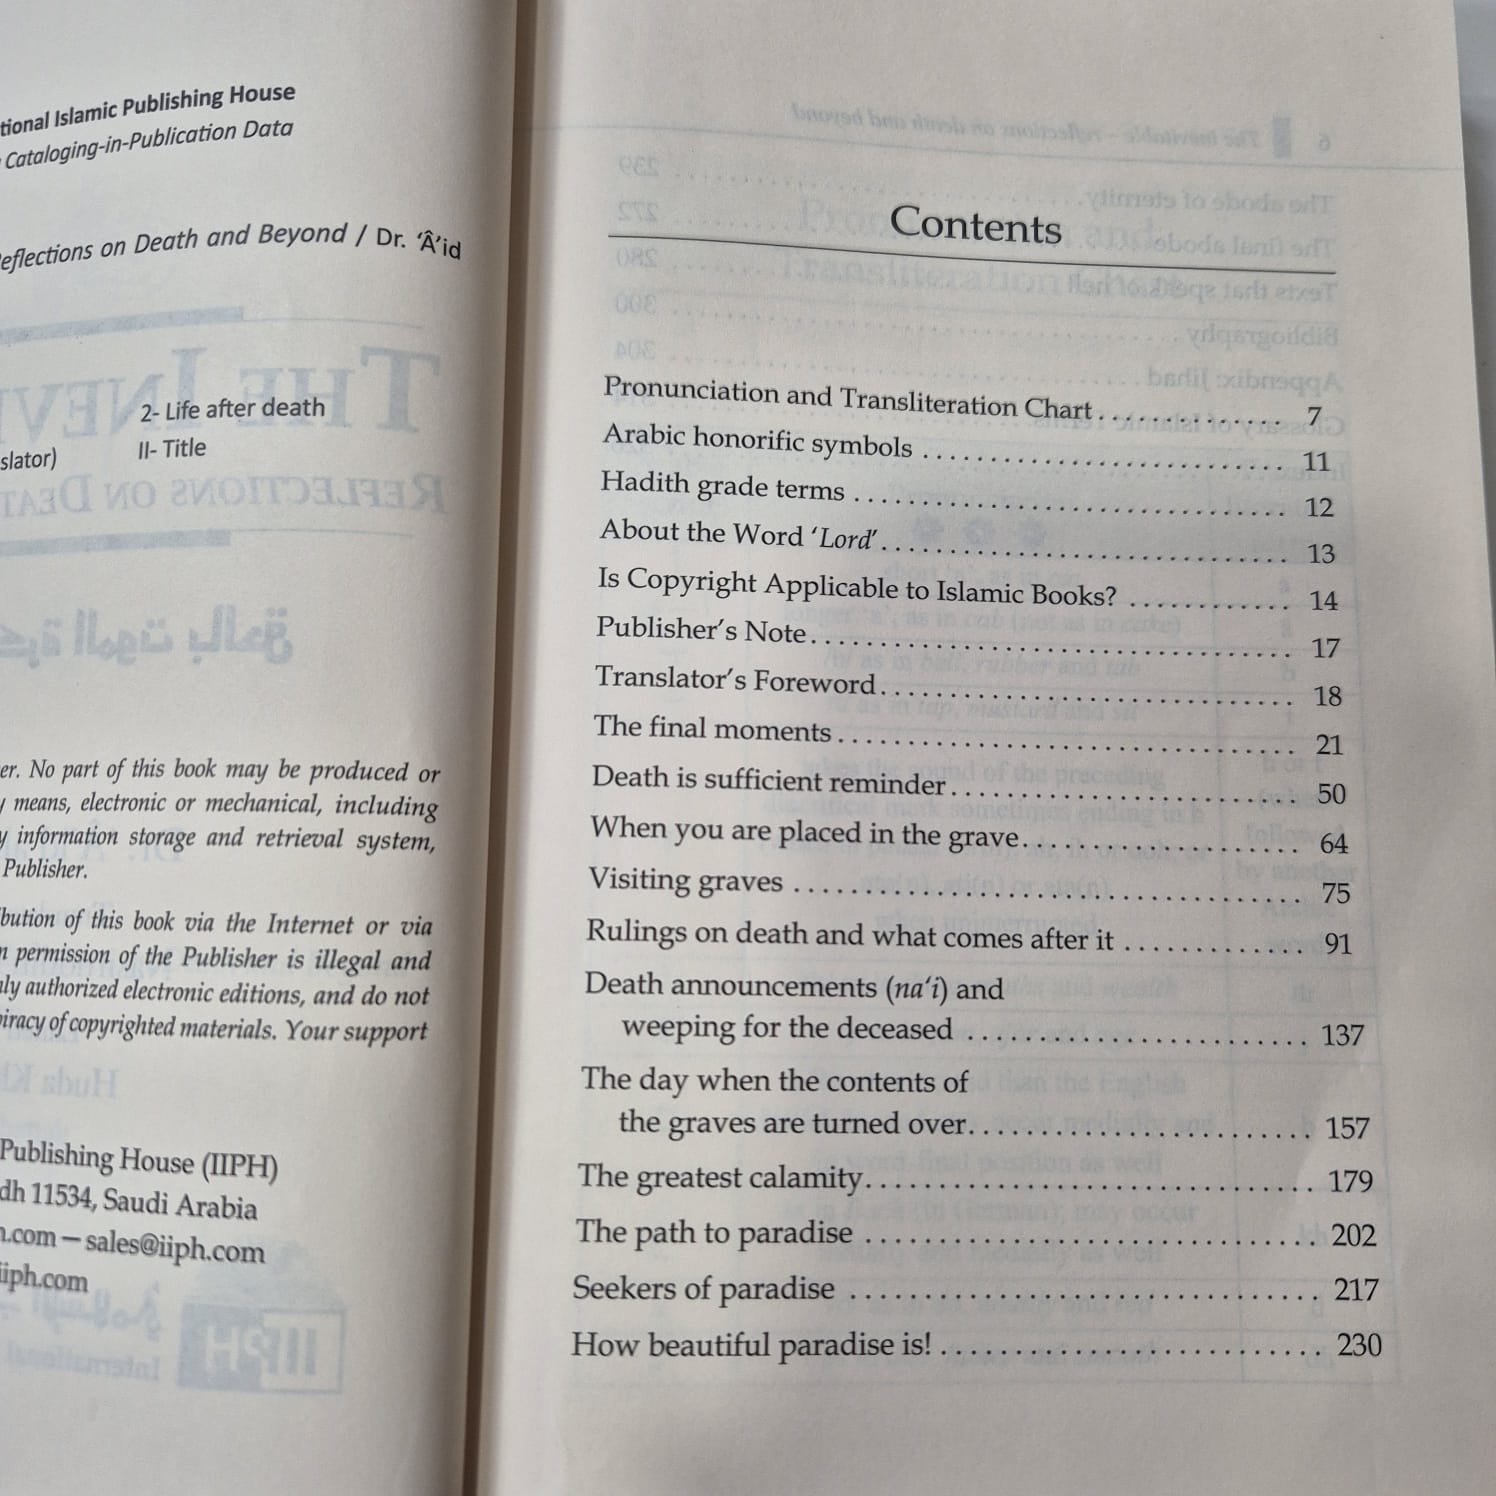 tional Islamic Publishing House
Cataloging-in-Publication Data
eflections on Death and Beyond / Dr. ‘Â’id
2- Life after death
slator)
II- Title
er. No part of this book may be produced or
y means, electronic or mechanical, including
y information storage and retrieval system,
Publisher.
bution of this book via the Internet or via
n permission of the Publisher is illegal and
ly authorized electronic editions, and do not
piracy of copyrighted materials. Your support
Publishing House (IIPH)
dh 11534, Saudi Arabia
.com — sales@iiph.com
iiph.com
Contents
Pronunciation and Transliteration Chart . . . . . . . . . . . . . 7
Arabic honorific symbols . . . . . . . . . . . . . . . . . . . . . . . . . . 11
Hadith grade terms . . . . . . . . . . . . . . . . . . . . . . . . . . . . . . 12
About the Word ‘Lord’. . . . . . . . . . . . . . . . . . . . . . . . . . . . 13
Is Copyright Applicable to Islamic Books? . . . . . . . . . . . . 14
Publisher’s Note. . . . . . . . . . . . . . . . . . . . . . . . . . . . . . . . . 17
Translator’s Foreword. . . . . . . . . . . . . . . . . . . . . . . . . . . . 18
The final moments . . . . . . . . . . . . . . . . . . . . . . . . . . . . . . 21
Death is sufficient reminder. . . . . . . . . . . . . . . . . . . . . . . . 50
When you are placed in the grave. . . . . . . . . . . . . . . . . . . 64
Visiting graves . . . . . . . . . . . . . . . . . . . . . . . . . . . . . . . . . . 75
Rulings on death and what comes after it . . . . . . . . . . . . 91
Death announcements (na‘i) and
weeping for the deceased . . . . . . . . . . . . . . . . . . . . . . . . 137
The day when the contents of
the graves are turned over. . . . . . . . . . . . . . . . . . . . . . . . 157
The greatest calamity. . . . . . . . . . . . . . . . . . . . . . . . . . . . . 179
The path to paradise . . . . . . . . . . . . . . . . . . . . . . . . . . . . . 202
Seekers of paradise . . . . . . . . . . . . . . . . . . . . . . . . . . . . . . 217
How beautiful paradise is! . . . . . . . . . . . . . . . . . . . . . . . . 230